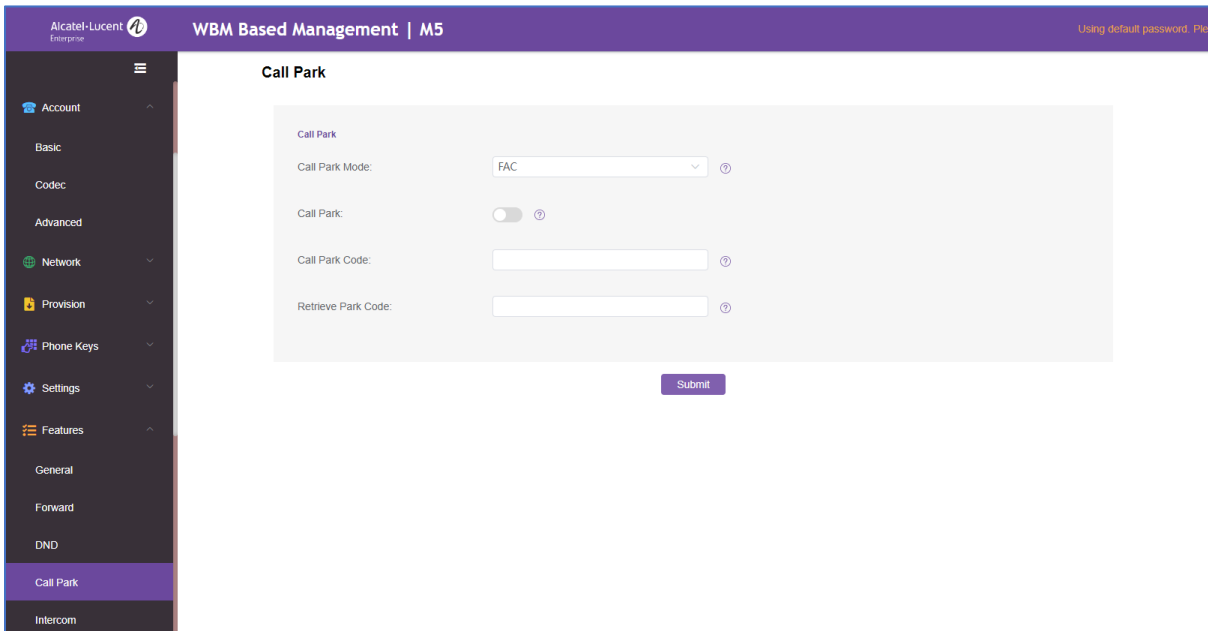 Alcatel·Lucent
Enterprise
WBM Based Management | M5
Using default password. Ple
Call Park
Account
Basic
Codec
Advanced
Network
Provision
Phone Keys
Settings
Features
General
Forward
DND
Call Park
Intercom
Call Park
Call Park Mode:
FAC
Call Park:
Call Park Code:
Retrieve Park Code:
Submit